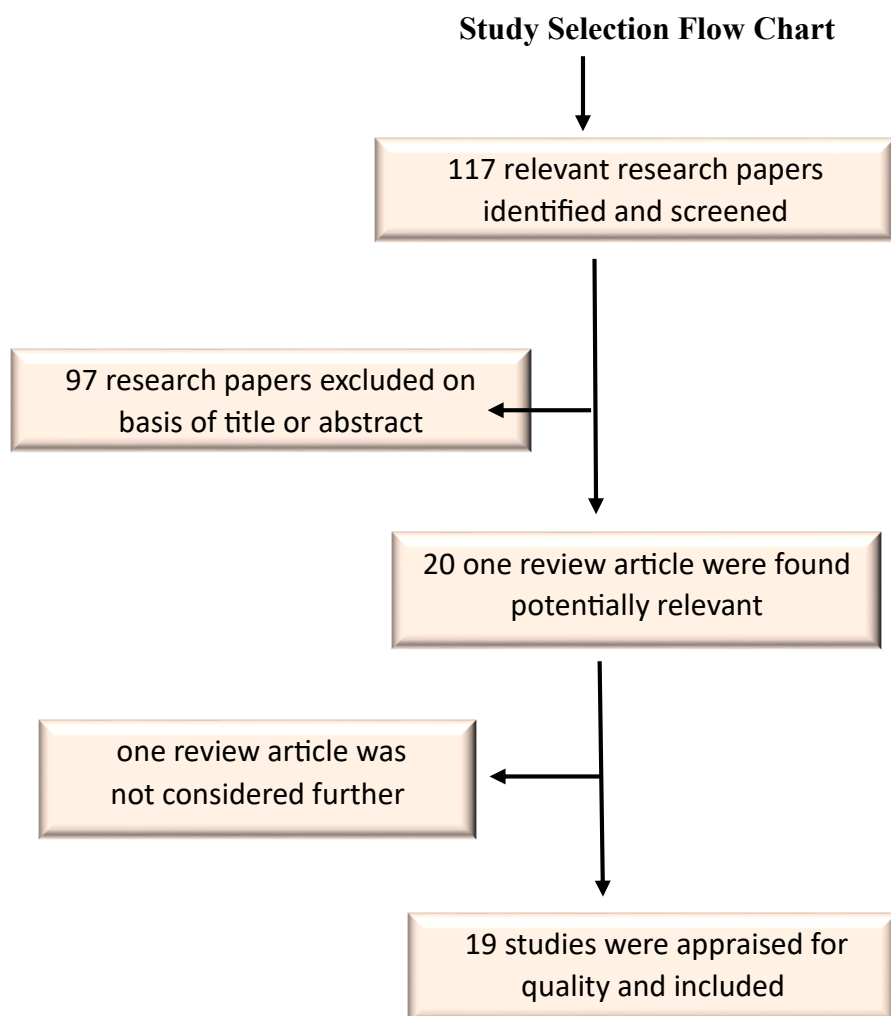 Study Selection Flow Chart
117 relevant research papers
identified and screened
97 research papers excluded on
basis of title or abstract
20 one review article were found
potentially relevant
one review article was
not considered further
19 studies were appraised for
quality and included